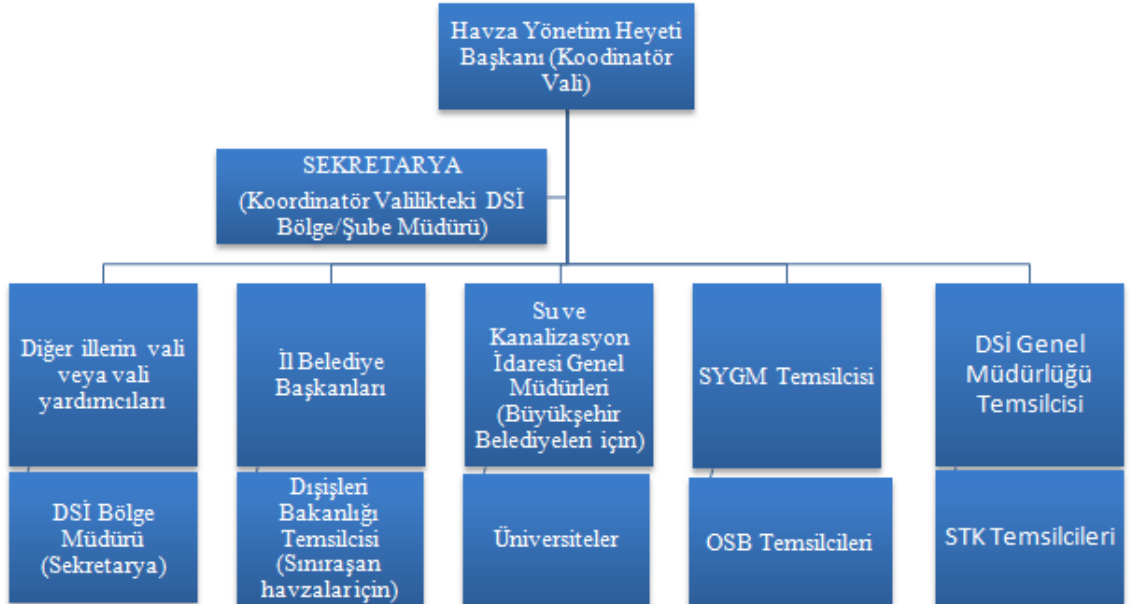 Havza Yönetim Heyeti
Başkanı (Koodinatör
Vali)
SEKRETARYA
(Koordinatör Valilikteki DSİ
Bölge/Şube Müdürü)
Diğer illerin vali
veya vali
yardımcıları
İl Belediye
Başkanları
Su ve
Kanalizasyon
İdaresi Genel
Müdürleri
(Büyükşehir
Belediyeleri için)
SYGM Temsilcisi
DSİ Genel
Müdürlüğü
Temsilcisi
DSİ Bölge
Müdürü
(Sekretarya)
Dışişleri
Bakanlığı
Temsilcisi
(Sınıraşan
havzalar için)
Üniversiteler
OSB Temsilcileri
STK Temsilcileri